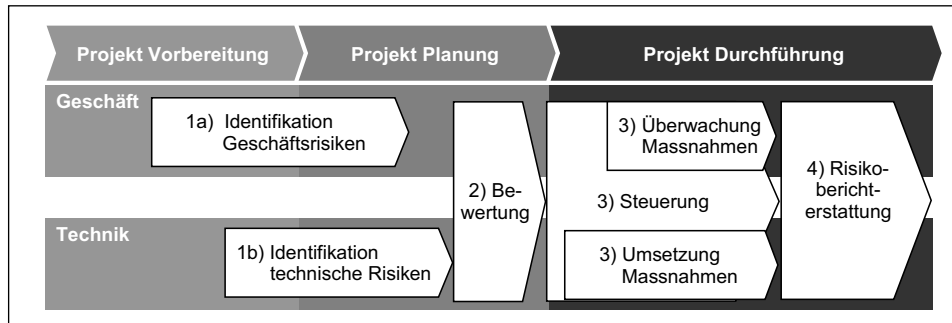 Projekt Vorbereitung
Projekt Planung
Projekt Durchführung
Geschäft
1a) Identifikation
Geschäftsrisiken
3) Überwachung
Massnahmen
2) Be-
wertung
3) Steuerung
4) Risiko-
bericht-
erstattung
Technik
1b) Identifikation
technische Risiken
3) Umsetzung
Massnahmen